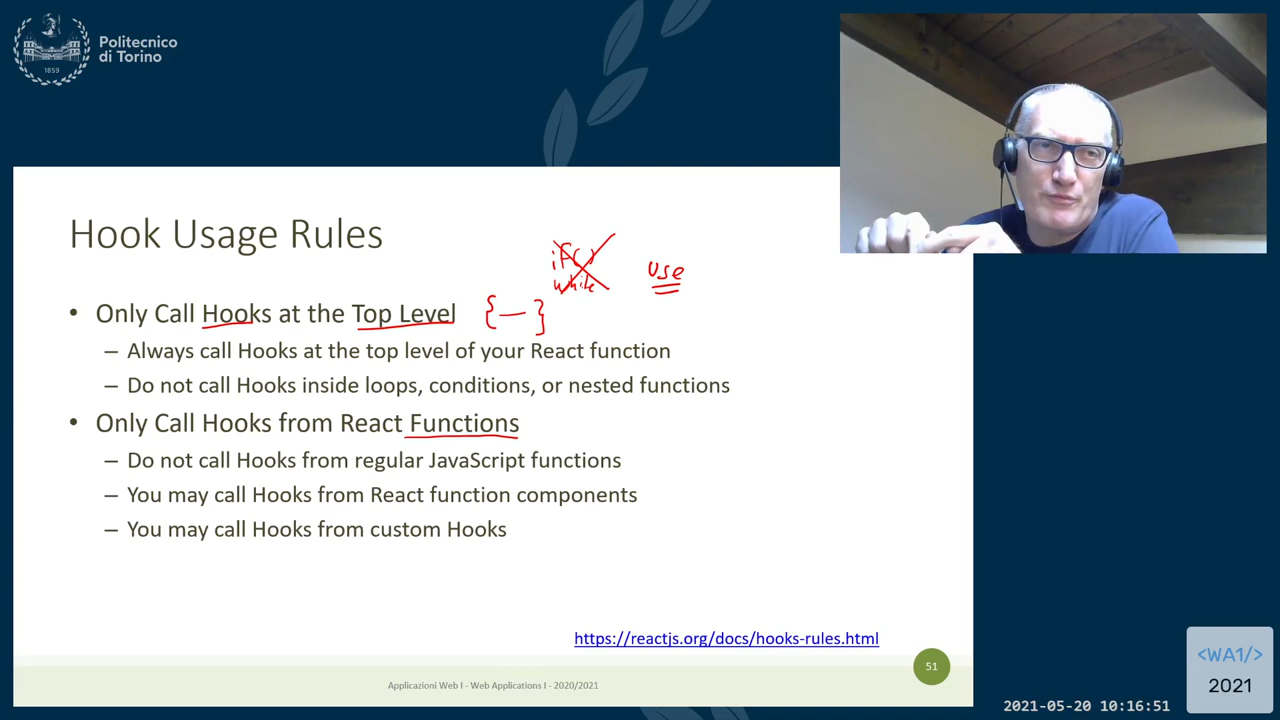 Politecnico
di Torino
1859
Hook Usage Rules
if()
while
use
• Only Call Hooks at the Top Level { — }
– Always call Hooks at the top level of your React function
– Do not call Hooks inside loops, conditions, or nested functions
• Only Call Hooks from React Functions
– Do not call Hooks from regular JavaScript functions
– You may call Hooks from React function components
– You may call Hooks from custom Hooks
https://reactjs.org/docs/hooks-rules.html
51
Applicazioni Web I - Web Applications I - 2020/2021
<WA1/>
2021
2021-05-20 10:16:51